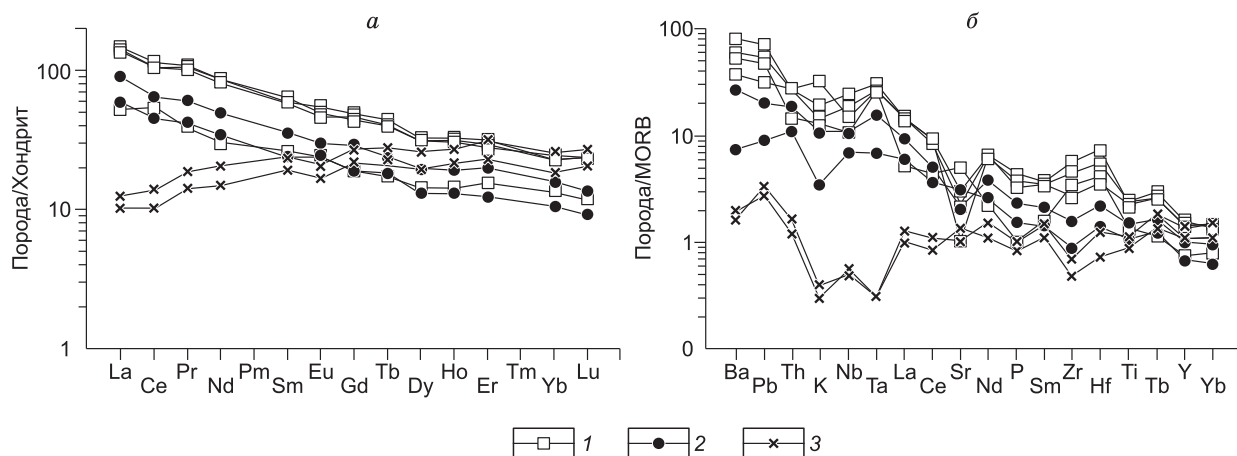 а
б
Порода/Хондрит
100
10
1
La Ce Pr Nd Pm Sm Eu Gd Tb Dy Ho Er Tm Yb Lu
Порода/MORB
100
10
1
0
Ba Pb Th K Nb Ta La Ce Sr Nd P Sm Zr Hf Ti Tb Y Yb
1 2 3